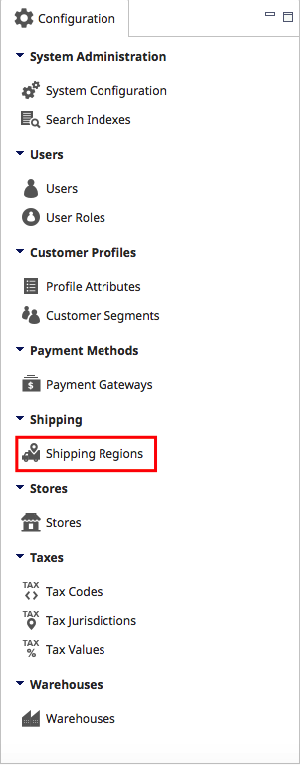 Configuration
System Administration
System Configuration
Search Indexes
Users
Users
User Roles
Customer Profiles
Profile Attributes
Customer Segments
Payment Methods
$
Payment Gateways
Shipping
Shipping Regions
Stores
Stores
Taxes
TAX
Tax Codes
TAX
Tax Jurisdictions
TAX
%
Tax Values
Warehouses
Warehouses